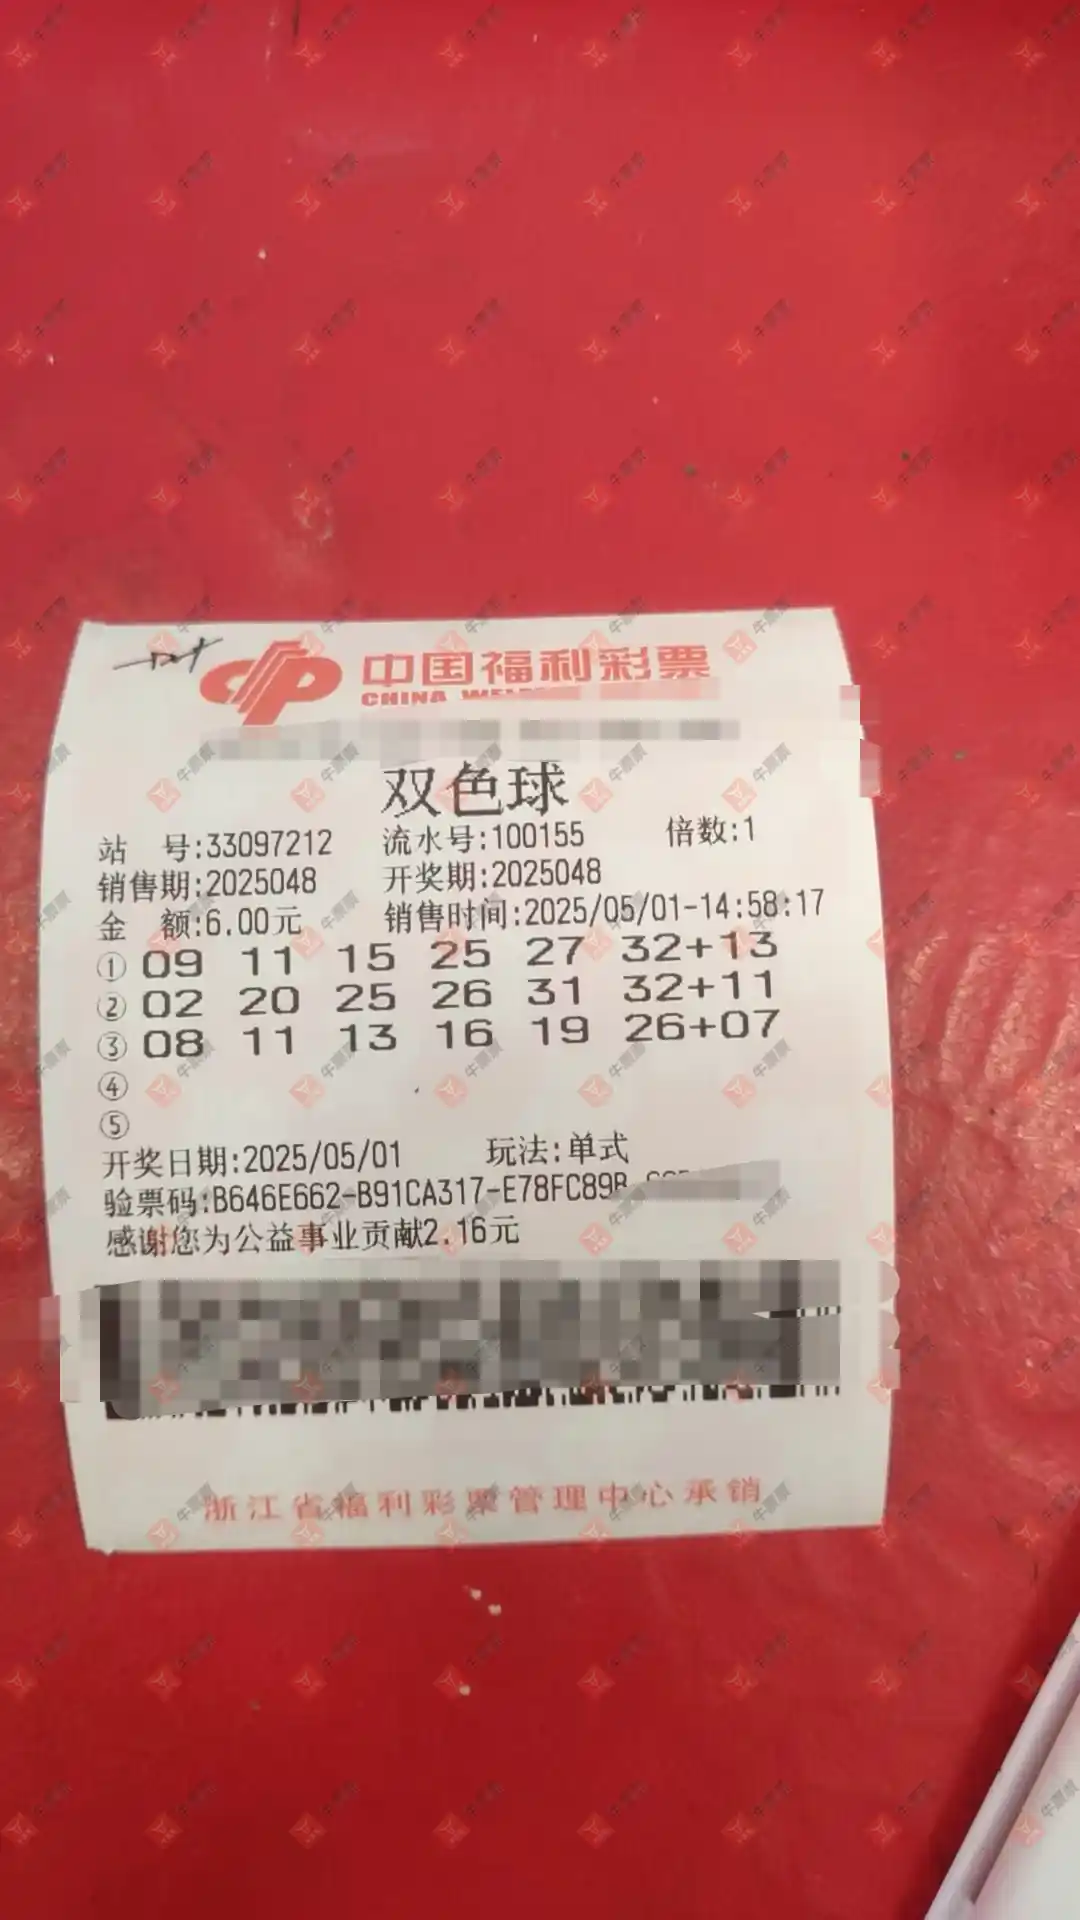 中国福利彩票
CHINA WEL
双色球
站 号:33097212 流水号:100155 倍数:1
销售期:2025048 开奖期:2025048
金 额:6.00元 销售时间:2025/05/01-14:58:17
① 09 11 15 25 27 32+13
② 02 20 25 26 31 32+11
③ 08 11 13 16 19 26+07
④
⑤
开奖日期:2025/05/01 玩法:单式
验票码:B646E662-B91CA317-E78FC89B
感谢您为公益事业贡献2.16元
浙江省福利彩票管理中心承销